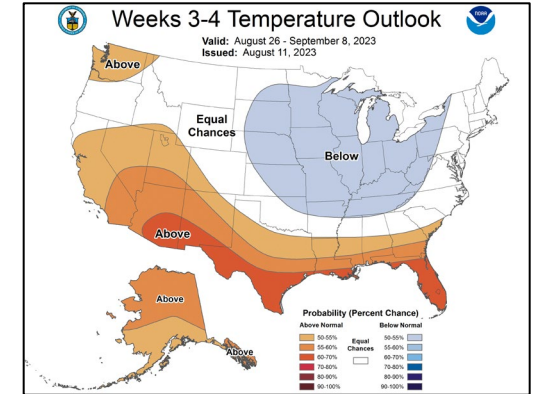 Weeks 3-4 Temperature Outlook
Valid: August 26 - September 8, 2023
Issued: August 11, 2023
NOAA
Above
Equal
Chances
Below
Above
Above
Above
Probability (Percent Chance)
Above Normal
Below Normal
50-55%
55-60%
60-70%
70-80%
80-90%
90-100%
Equal
Chances
50-55%
55-60%
60-70%
70-80%
80-90%
90-100%